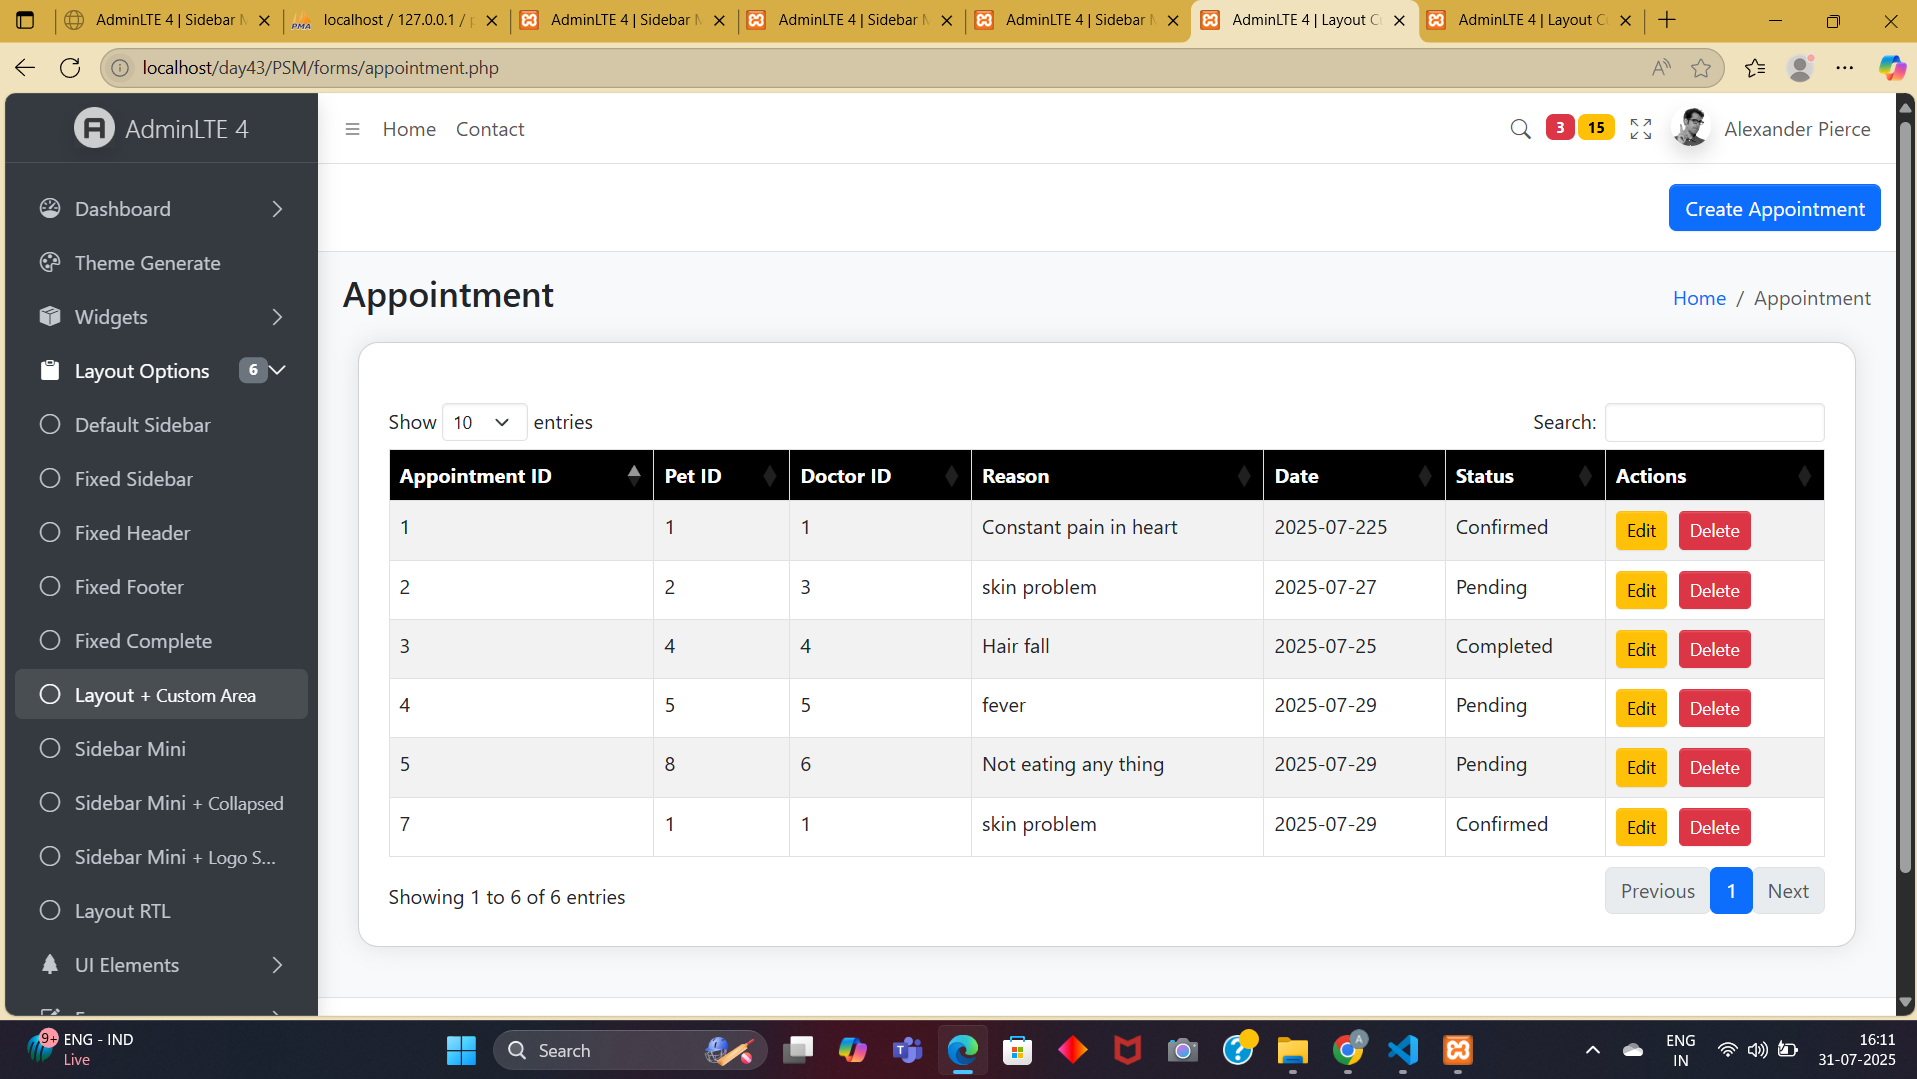 AdminLTE 4 | Sidebar M
localhost / 127.0.0.1 / p
AdminLTE 4 | Sidebar M
AdminLTE 4 | Sidebar M
AdminLTE 4 | Sidebar M
AdminLTE 4 | Layout Cu
AdminLTE 4 | Layout Cu
localhost/day43/PSM/forms/appointment.php
AdminLTE 4
Home
Contact
3
15
Alexander Pierce
Create Appointment
Dashboard
Theme Generate
Widgets
Layout Options
6
Default Sidebar
Fixed Sidebar
Fixed Header
Fixed Footer
Fixed Complete
Layout + Custom Area
Sidebar Mini
Sidebar Mini + Collapsed
Sidebar Mini + Logo S...
Layout RTL
UI Elements
Appointment
Home / Appointment
Show 10 entries
Search:
Appointment ID Pet ID Doctor ID Reason Date Status Actions
1 1 1 Constant pain in heart 2025-07-225 Confirmed Edit Delete
2 2 3 skin problem 2025-07-27 Pending Edit Delete
3 4 4 Hair fall 2025-07-25 Completed Edit Delete
4 5 5 fever 2025-07-29 Pending Edit Delete
5 8 6 Not eating any thing 2025-07-29 Pending Edit Delete
7 1 1 skin problem 2025-07-29 Confirmed Edit Delete
Showing 1 to 6 of 6 entries
Previous 1 Next
9+
ENG - IND
Live
Search
A
ENG
IN
16:11
31-07-2025